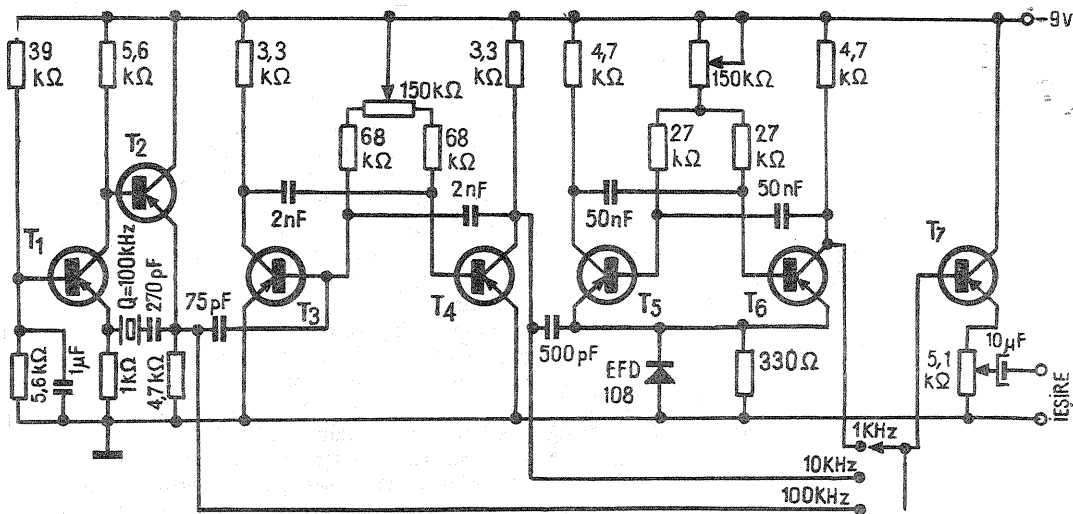 -9V
39
kΩ
5,6
kΩ
3,3
kΩ
3,3
kΩ
4,7
kΩ
150kΩ
4,7
kΩ
150kΩ
68
kΩ
68
kΩ
27
kΩ
27
kΩ
T2
2nF
2nF
50nF
50nF
T1
Q=100KHz
270pF
75pF
T3
T4
T5
T6
T7
500pF
10µF
5,6kΩ
1µF
1kΩ
4,7kΩ
EFD
108
330Ω
5,1
kΩ
IEȘIRE
1KHz
10KHz
100KHz